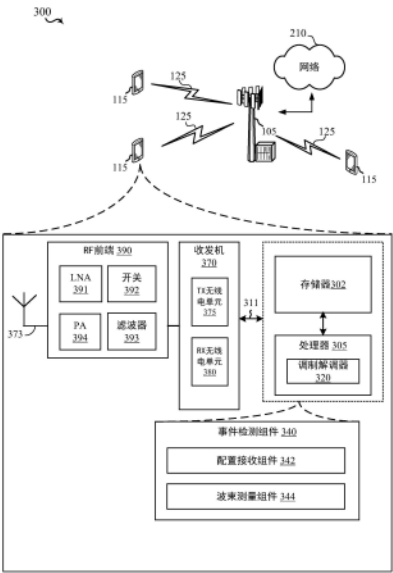 300
210
网络
125
115
125
105
125
115
115
RF前端 390
收发机
370
LNA
391
开关
392
TX无线
电单元
375
存储器302
311
PA
394
滤波器
393
373
RX无线
电单元
380
处理器 305
调制解调器
320
事件检测组件 340
配置接收组件 342
波束测量组件 344